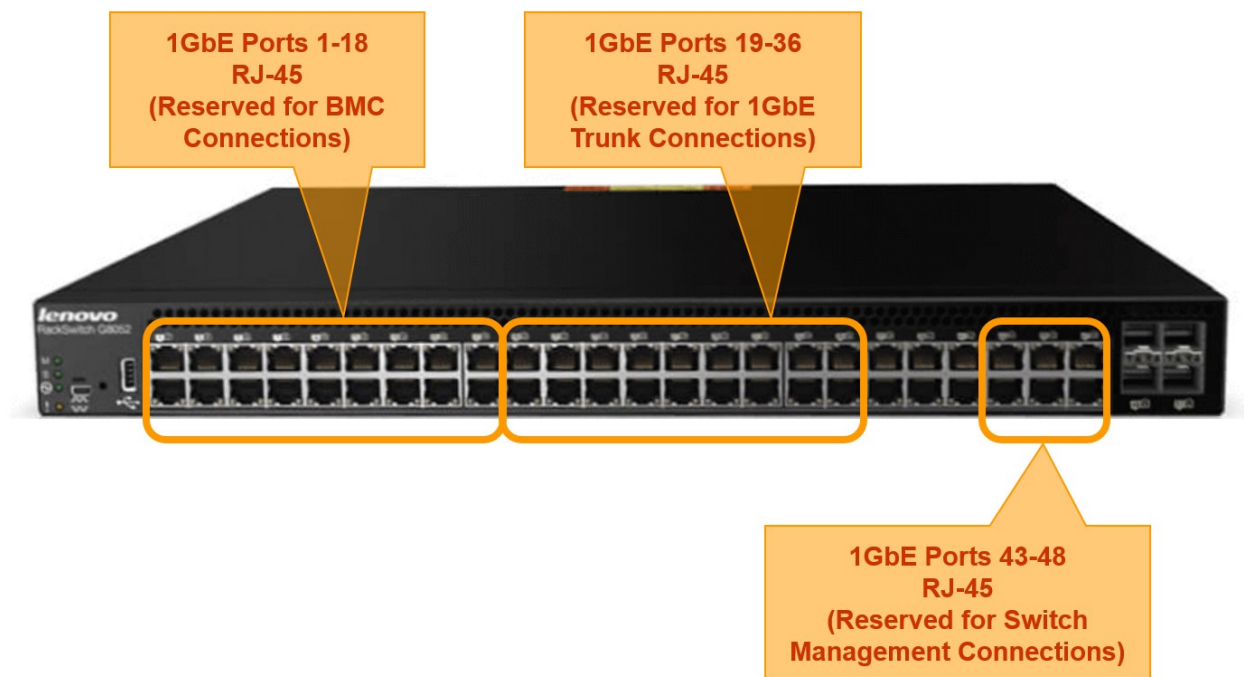 1GbE Ports 1-18
RJ-45
(Reserved for BMC
Connections)
1GbE Ports 19-36
RJ-45
(Reserved for 1GbE
Trunk Connections)
lenovo
RackSwitch G8052
1GbE Ports 43-48
RJ-45
(Reserved for Switch
Management Connections)